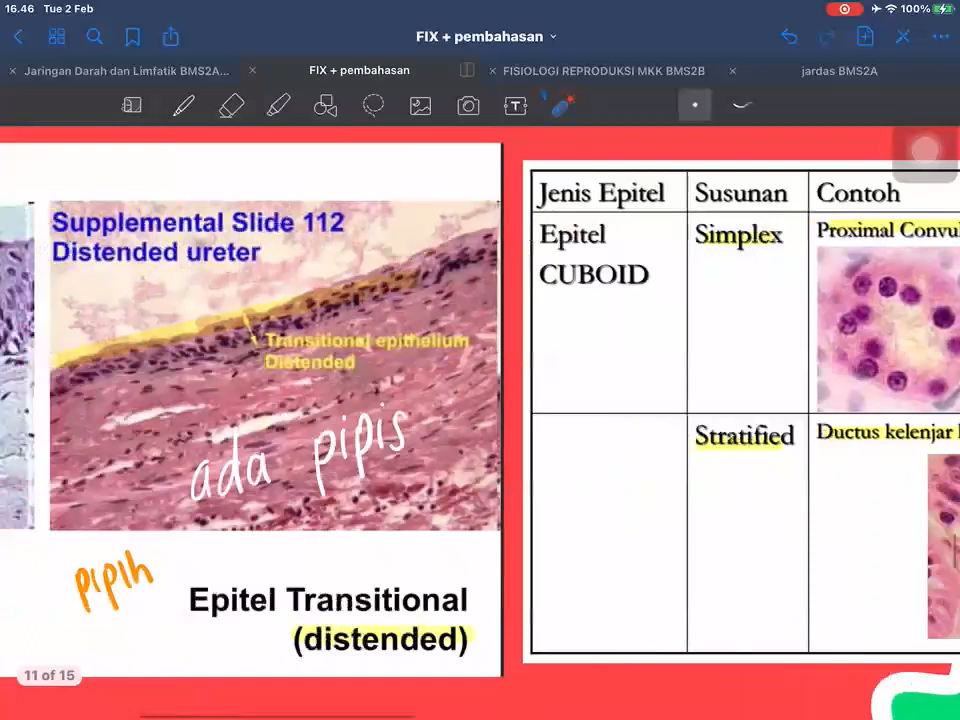 16.46 Tue 2 Feb
100%
FIX + pembahasan
Jaringan Darah dan Limfatik BMS2A...
FIX + pembahasan
FISIOLOGI REPRODUKSI MKK BMS2B
jardas BMS2A
Supplemental Slide 112
Distended ureter
Transitional epithelium
Distended
ada pipis
pipih
Epitel Transitional
(distended)
11 of 15
Jenis Epitel Susunan Contoh
Epitel Simplex Proximal Convul
CUBOID
Stratified Ductus kelenjar